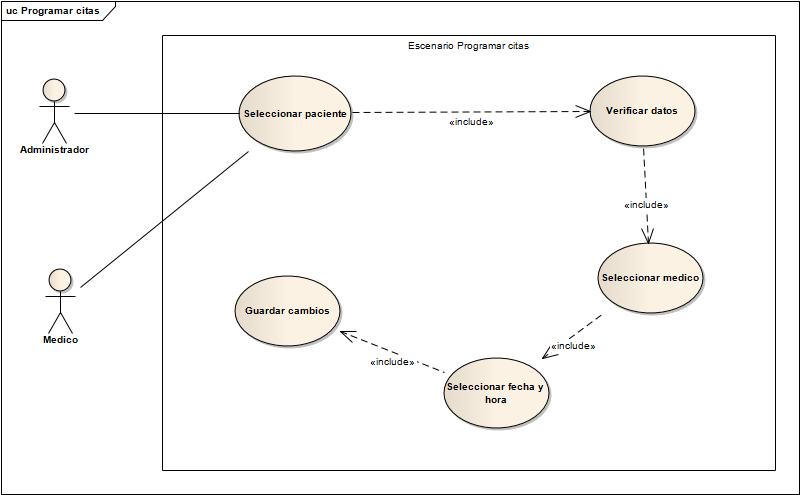 uc Programar citas
Escenario Programar citas
Seleccionar paciente
Verificar datos
«include»
Administrador
«include»
Seleccionar medico
Guardar cambios
Medico
«include»
«include»
Seleccionar fecha y
hora